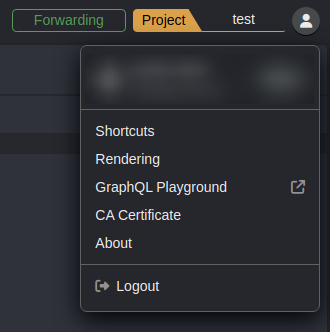 Forwarding
Project
test
Shortcuts
Rendering
GraphQL Playground
CA Certificate
About
Logout